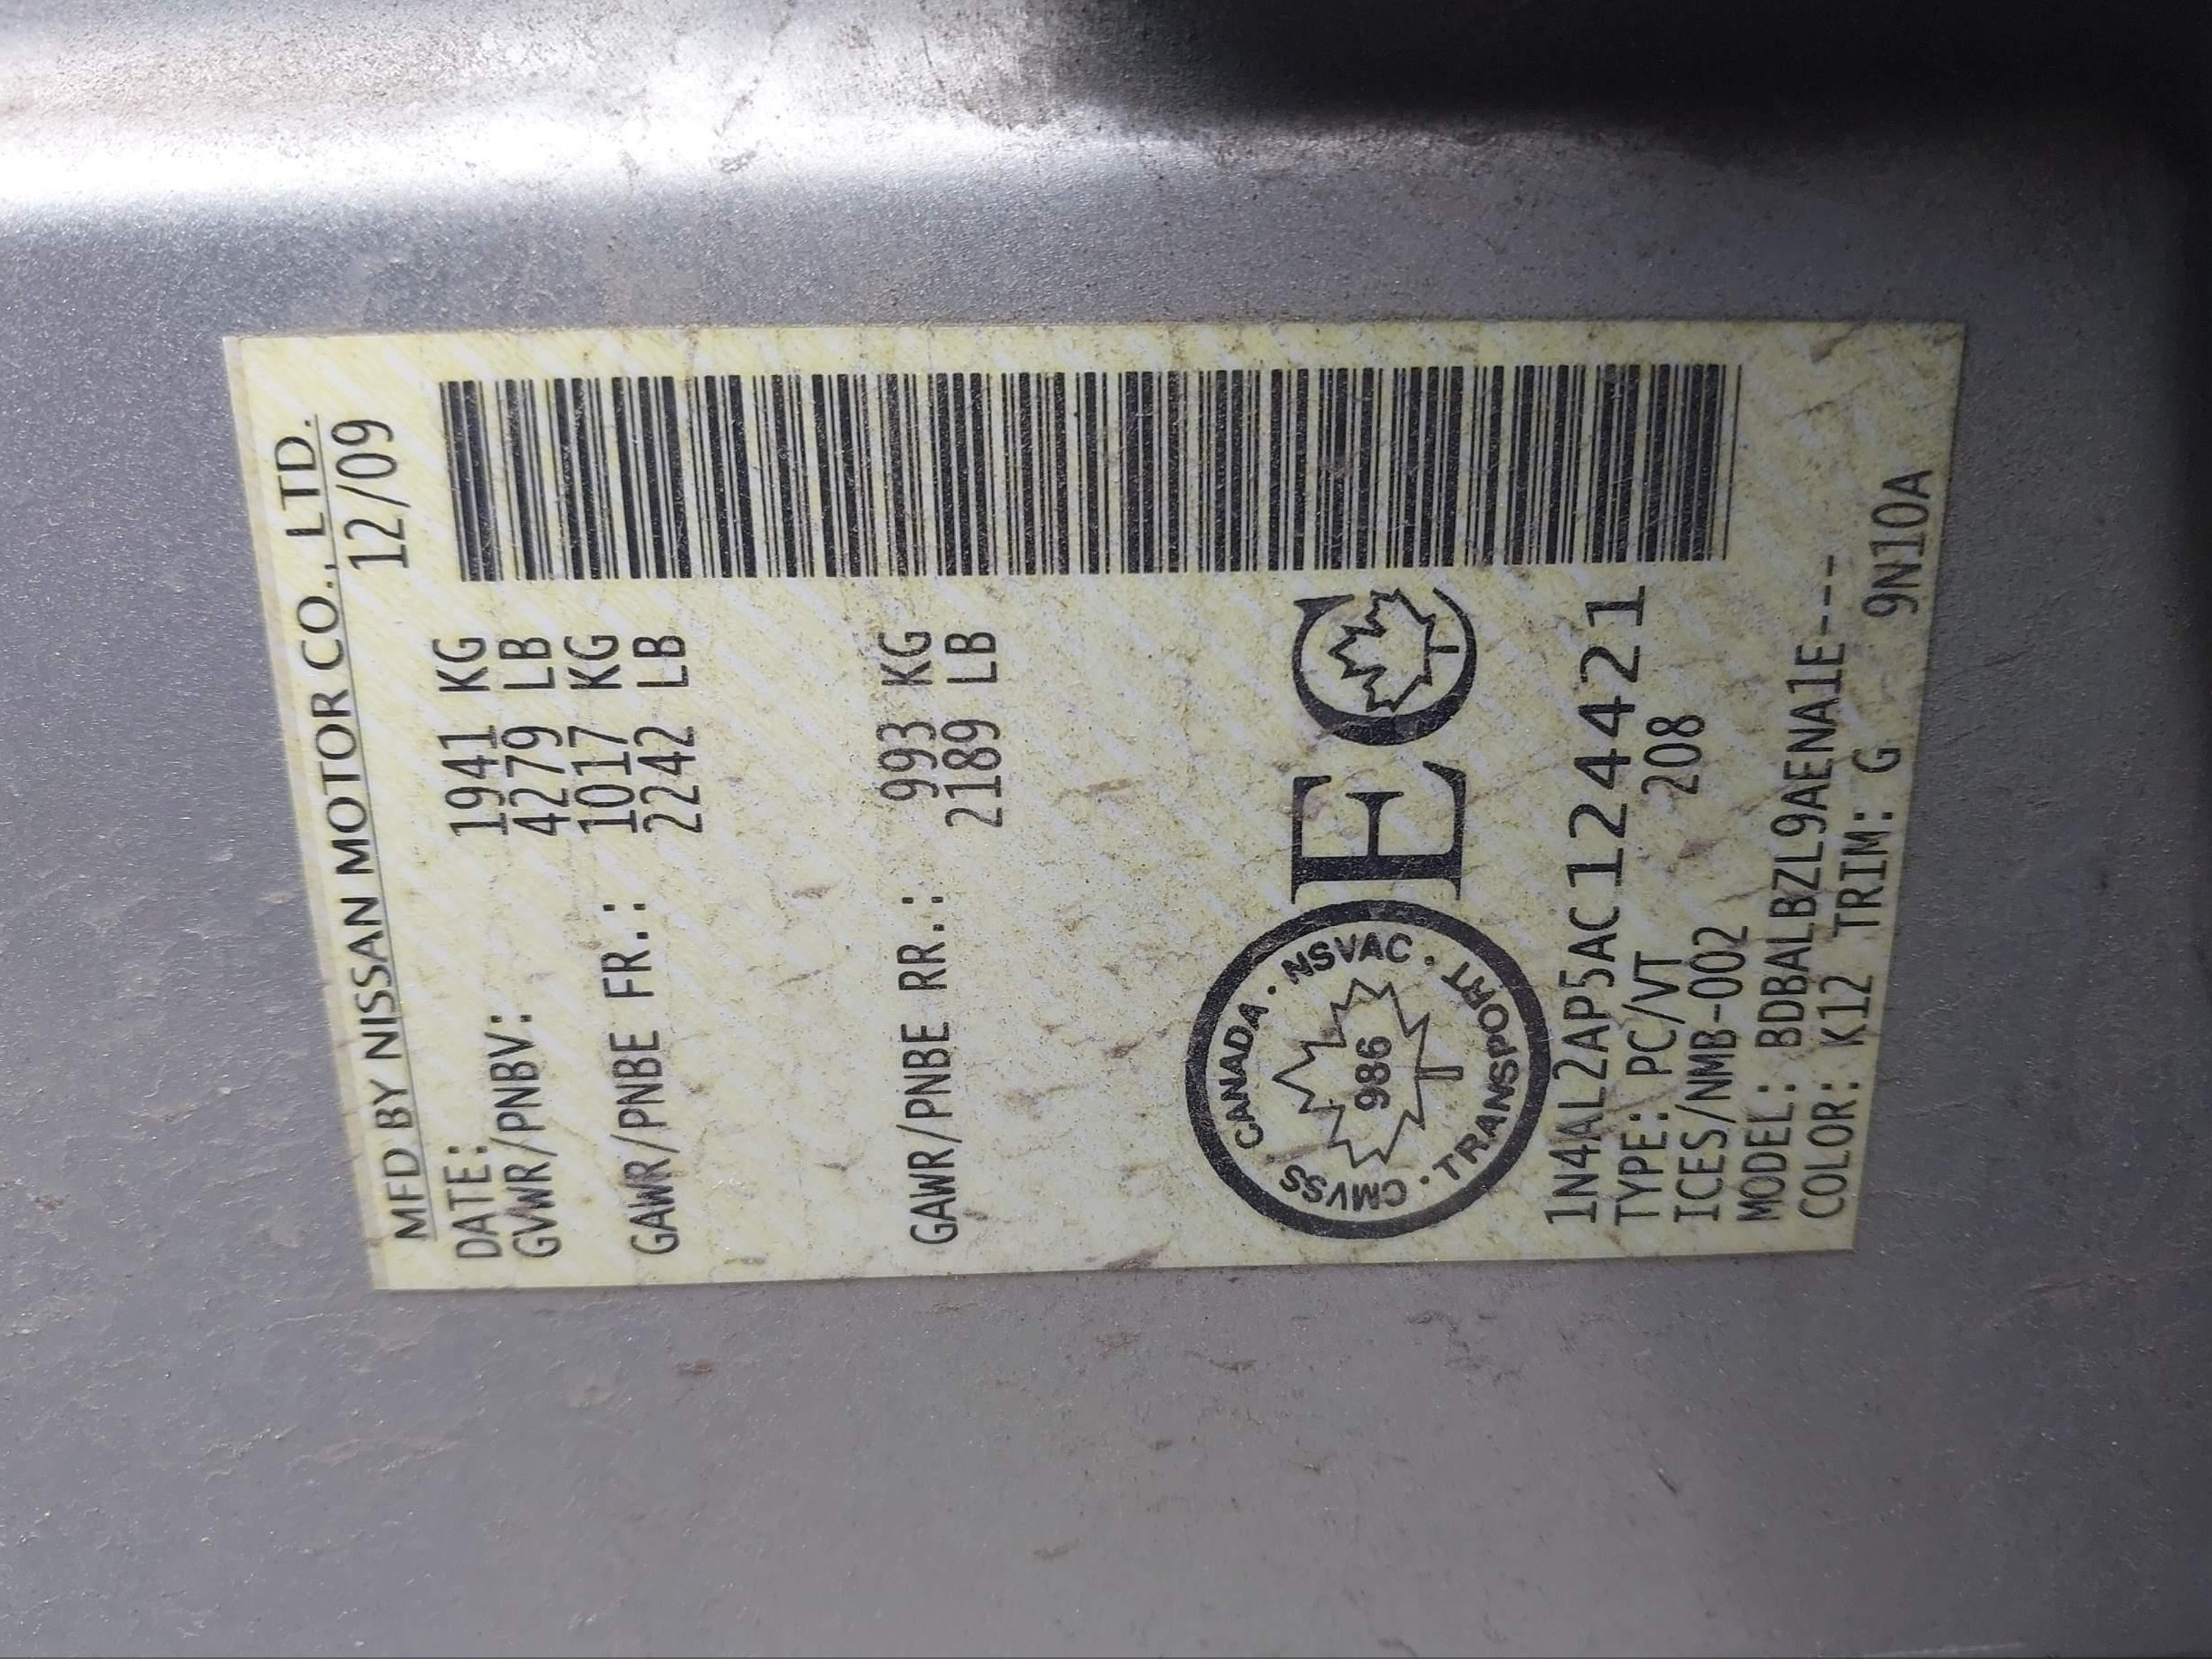 MFD BY NISSAN MOTOR CO., LTD.
DATE: 12/09
GVWR/PNBV: 1941 KG
4279 LB
GAWR/PNBE FR.: 1017 KG
2242 LB
GAWR/PNBE RR.: 993 KG
2189 LB
CANADA · NSVAC · TRANSPORT · CMVSS
986
EC
1N4AL2AP5AC124421
TYPE: PC/VT 208
ICES/NMB-002
MODEL: BDBALBZL9AENA1E---
COLOR: K12 TRIM: G 9N10A